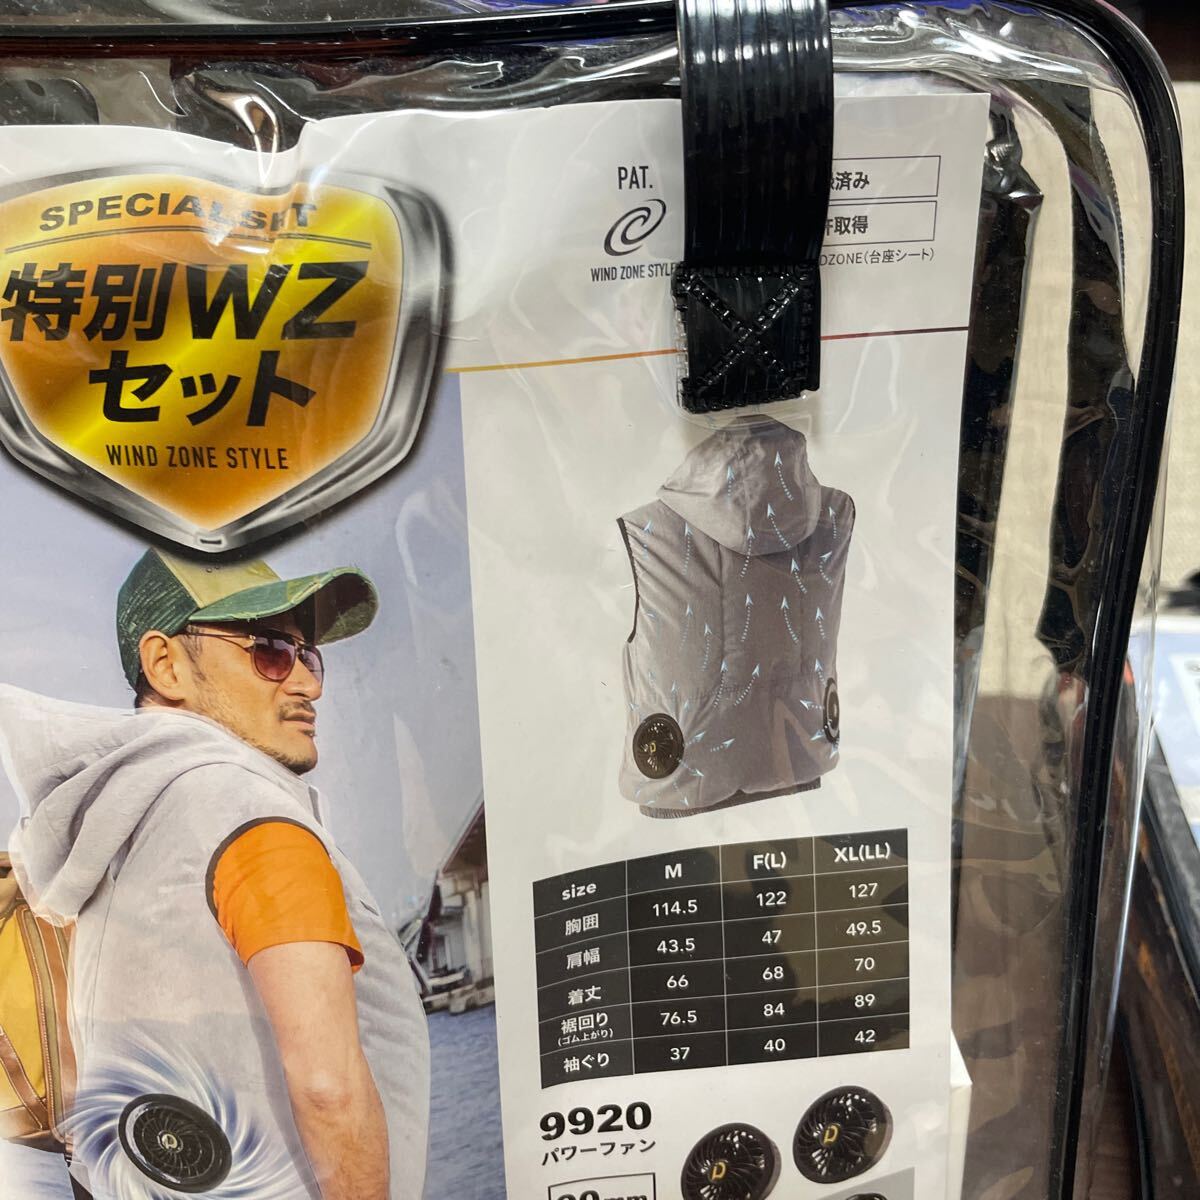 SPECIAL SET
特別WZ
セット
WIND ZONE STYLE
PAT.
WIND ZONE STYLE
済み
許取得
DZONE(台座シート)
size M F(L) XL(LL)
胸囲 114.5 122 127
肩幅 43.5 47 49.5
着丈 66 68 70
裾回り(ゴム上がり) 76.5 84 89
袖ぐり 37 40 42
9920
パワーファン